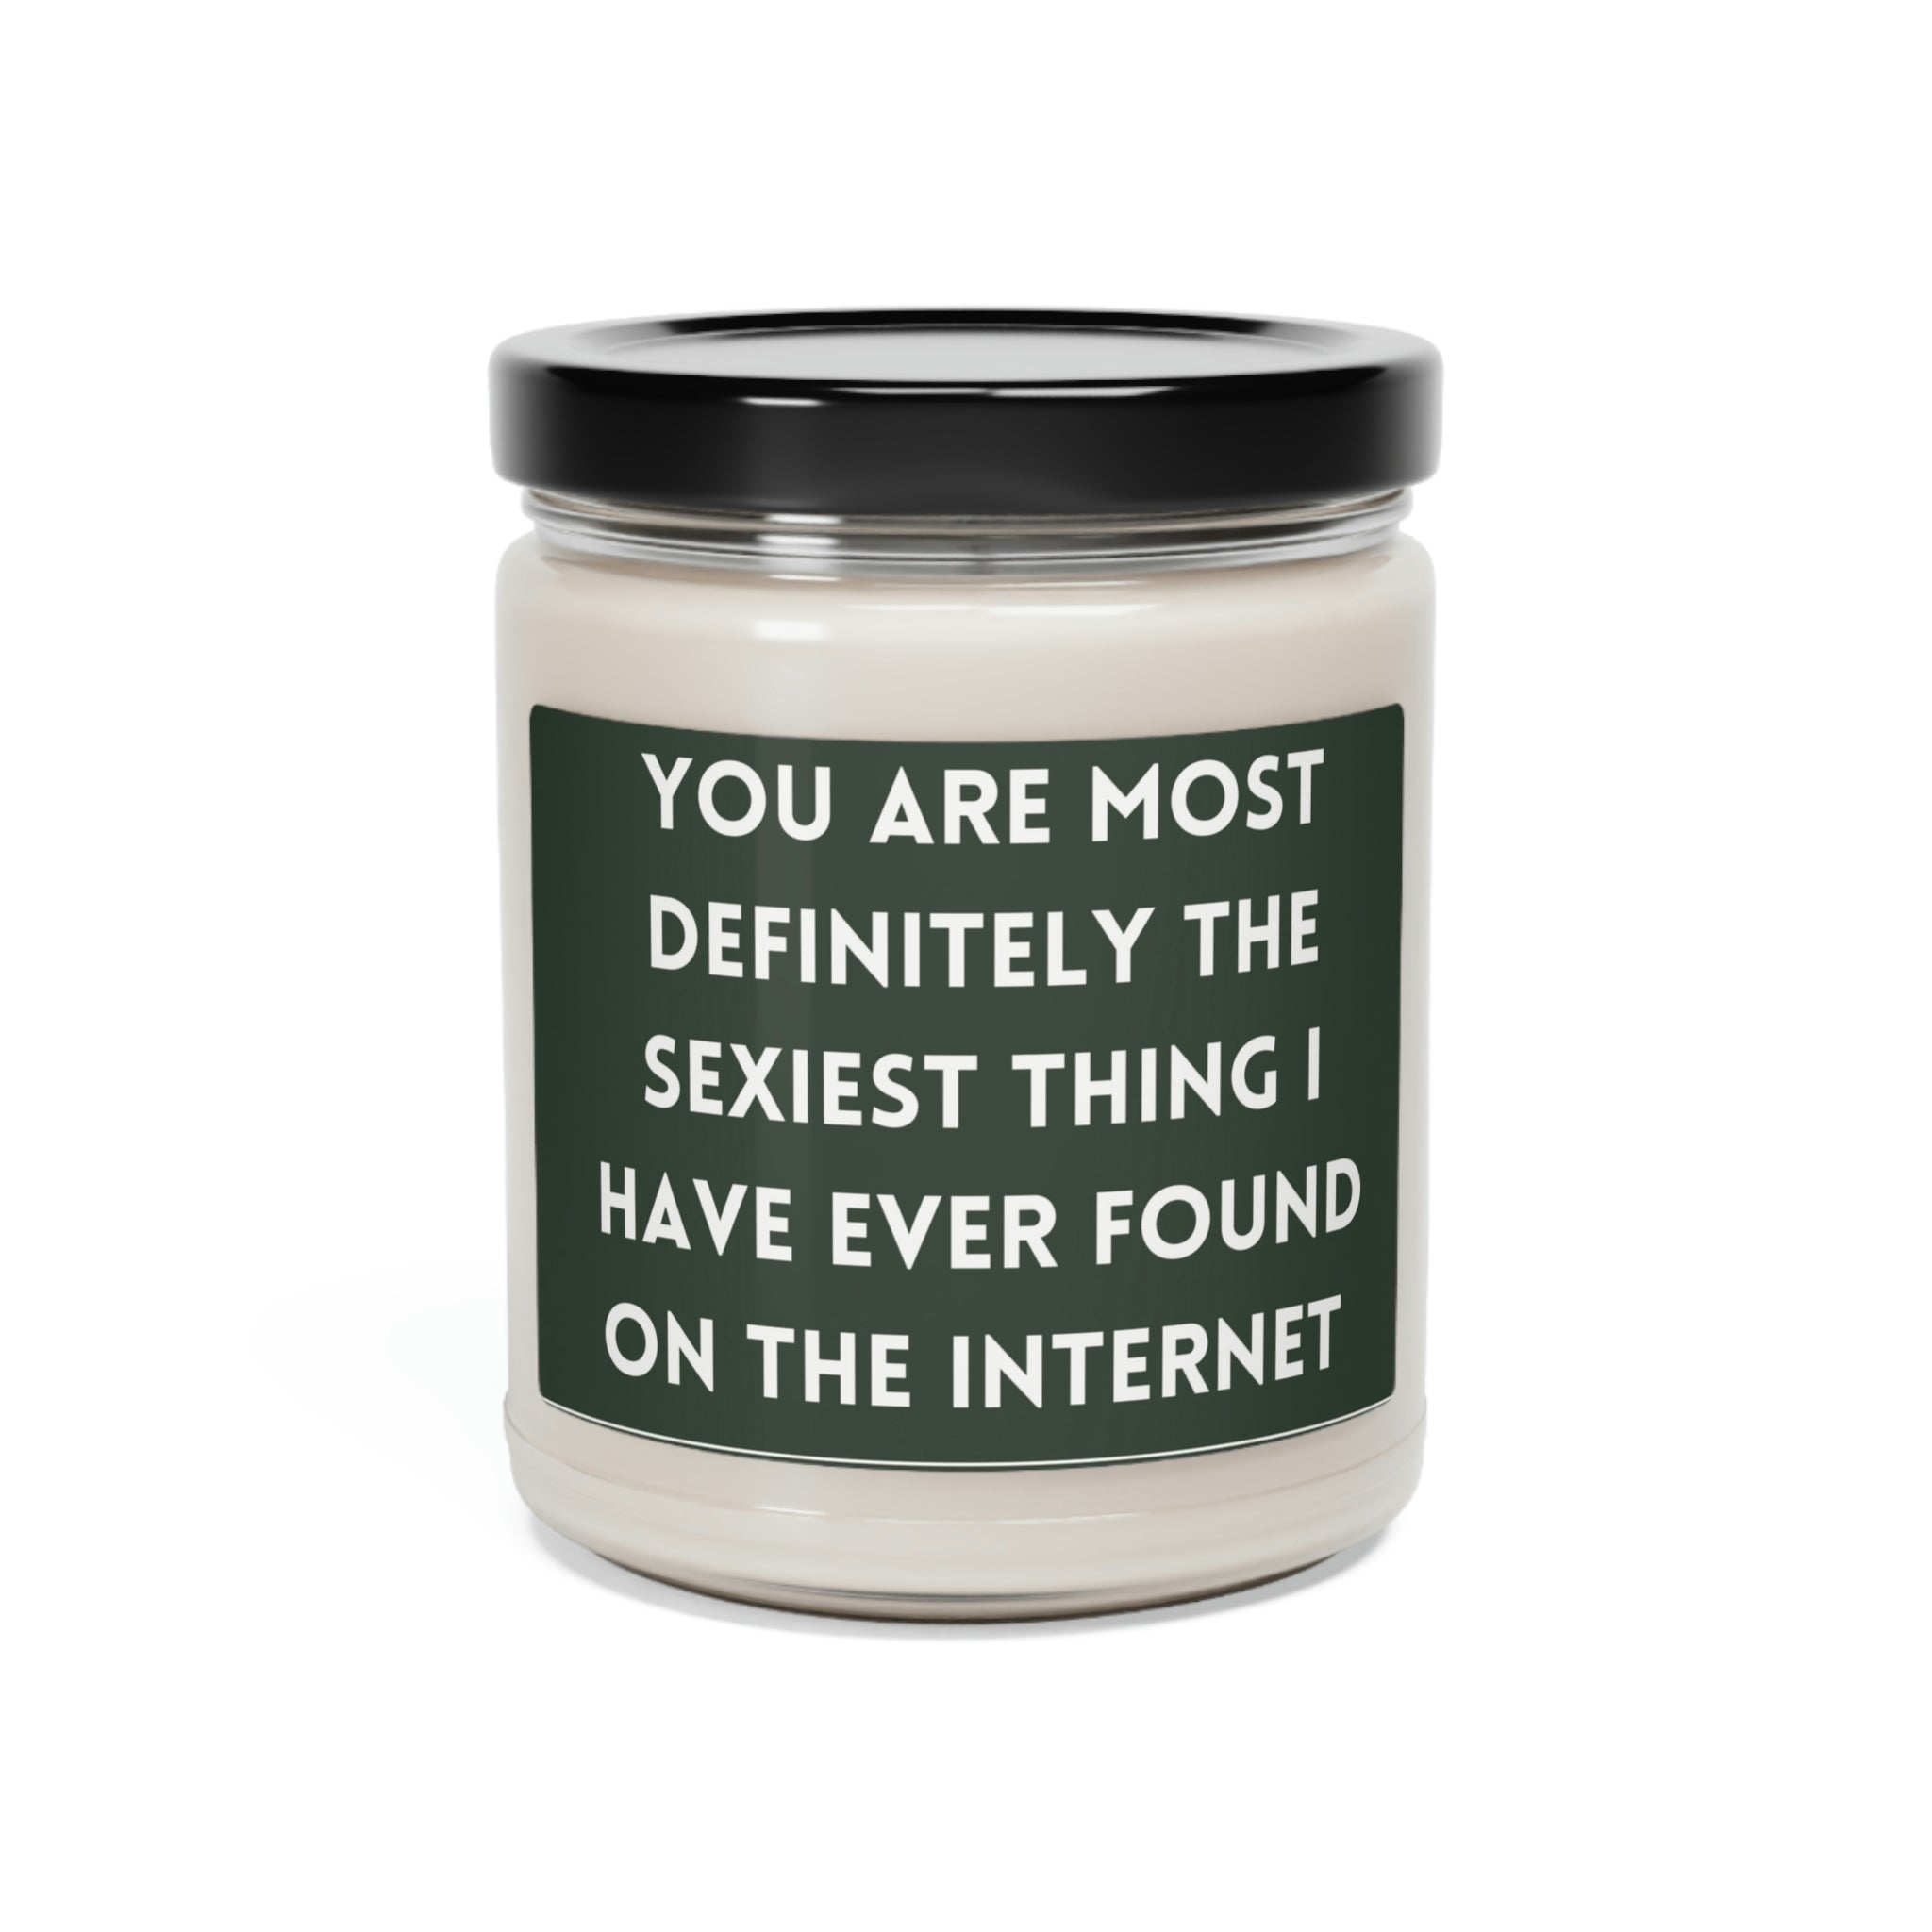 YOU ARE MOST
DEFINITELY THE
SEXIEST THING I
HAVE EVER FOUND
ON THE INTERNET